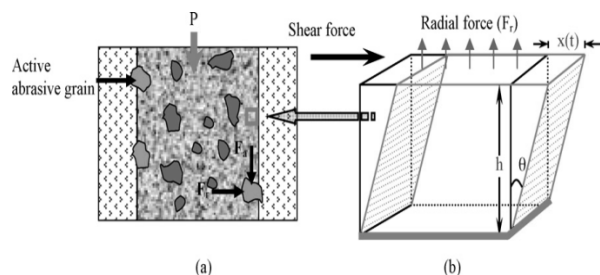 P
Active
abrasive grain
F
F
(a)
Shear force
Radial force (Fr)
x(t)
h
θ
(b)